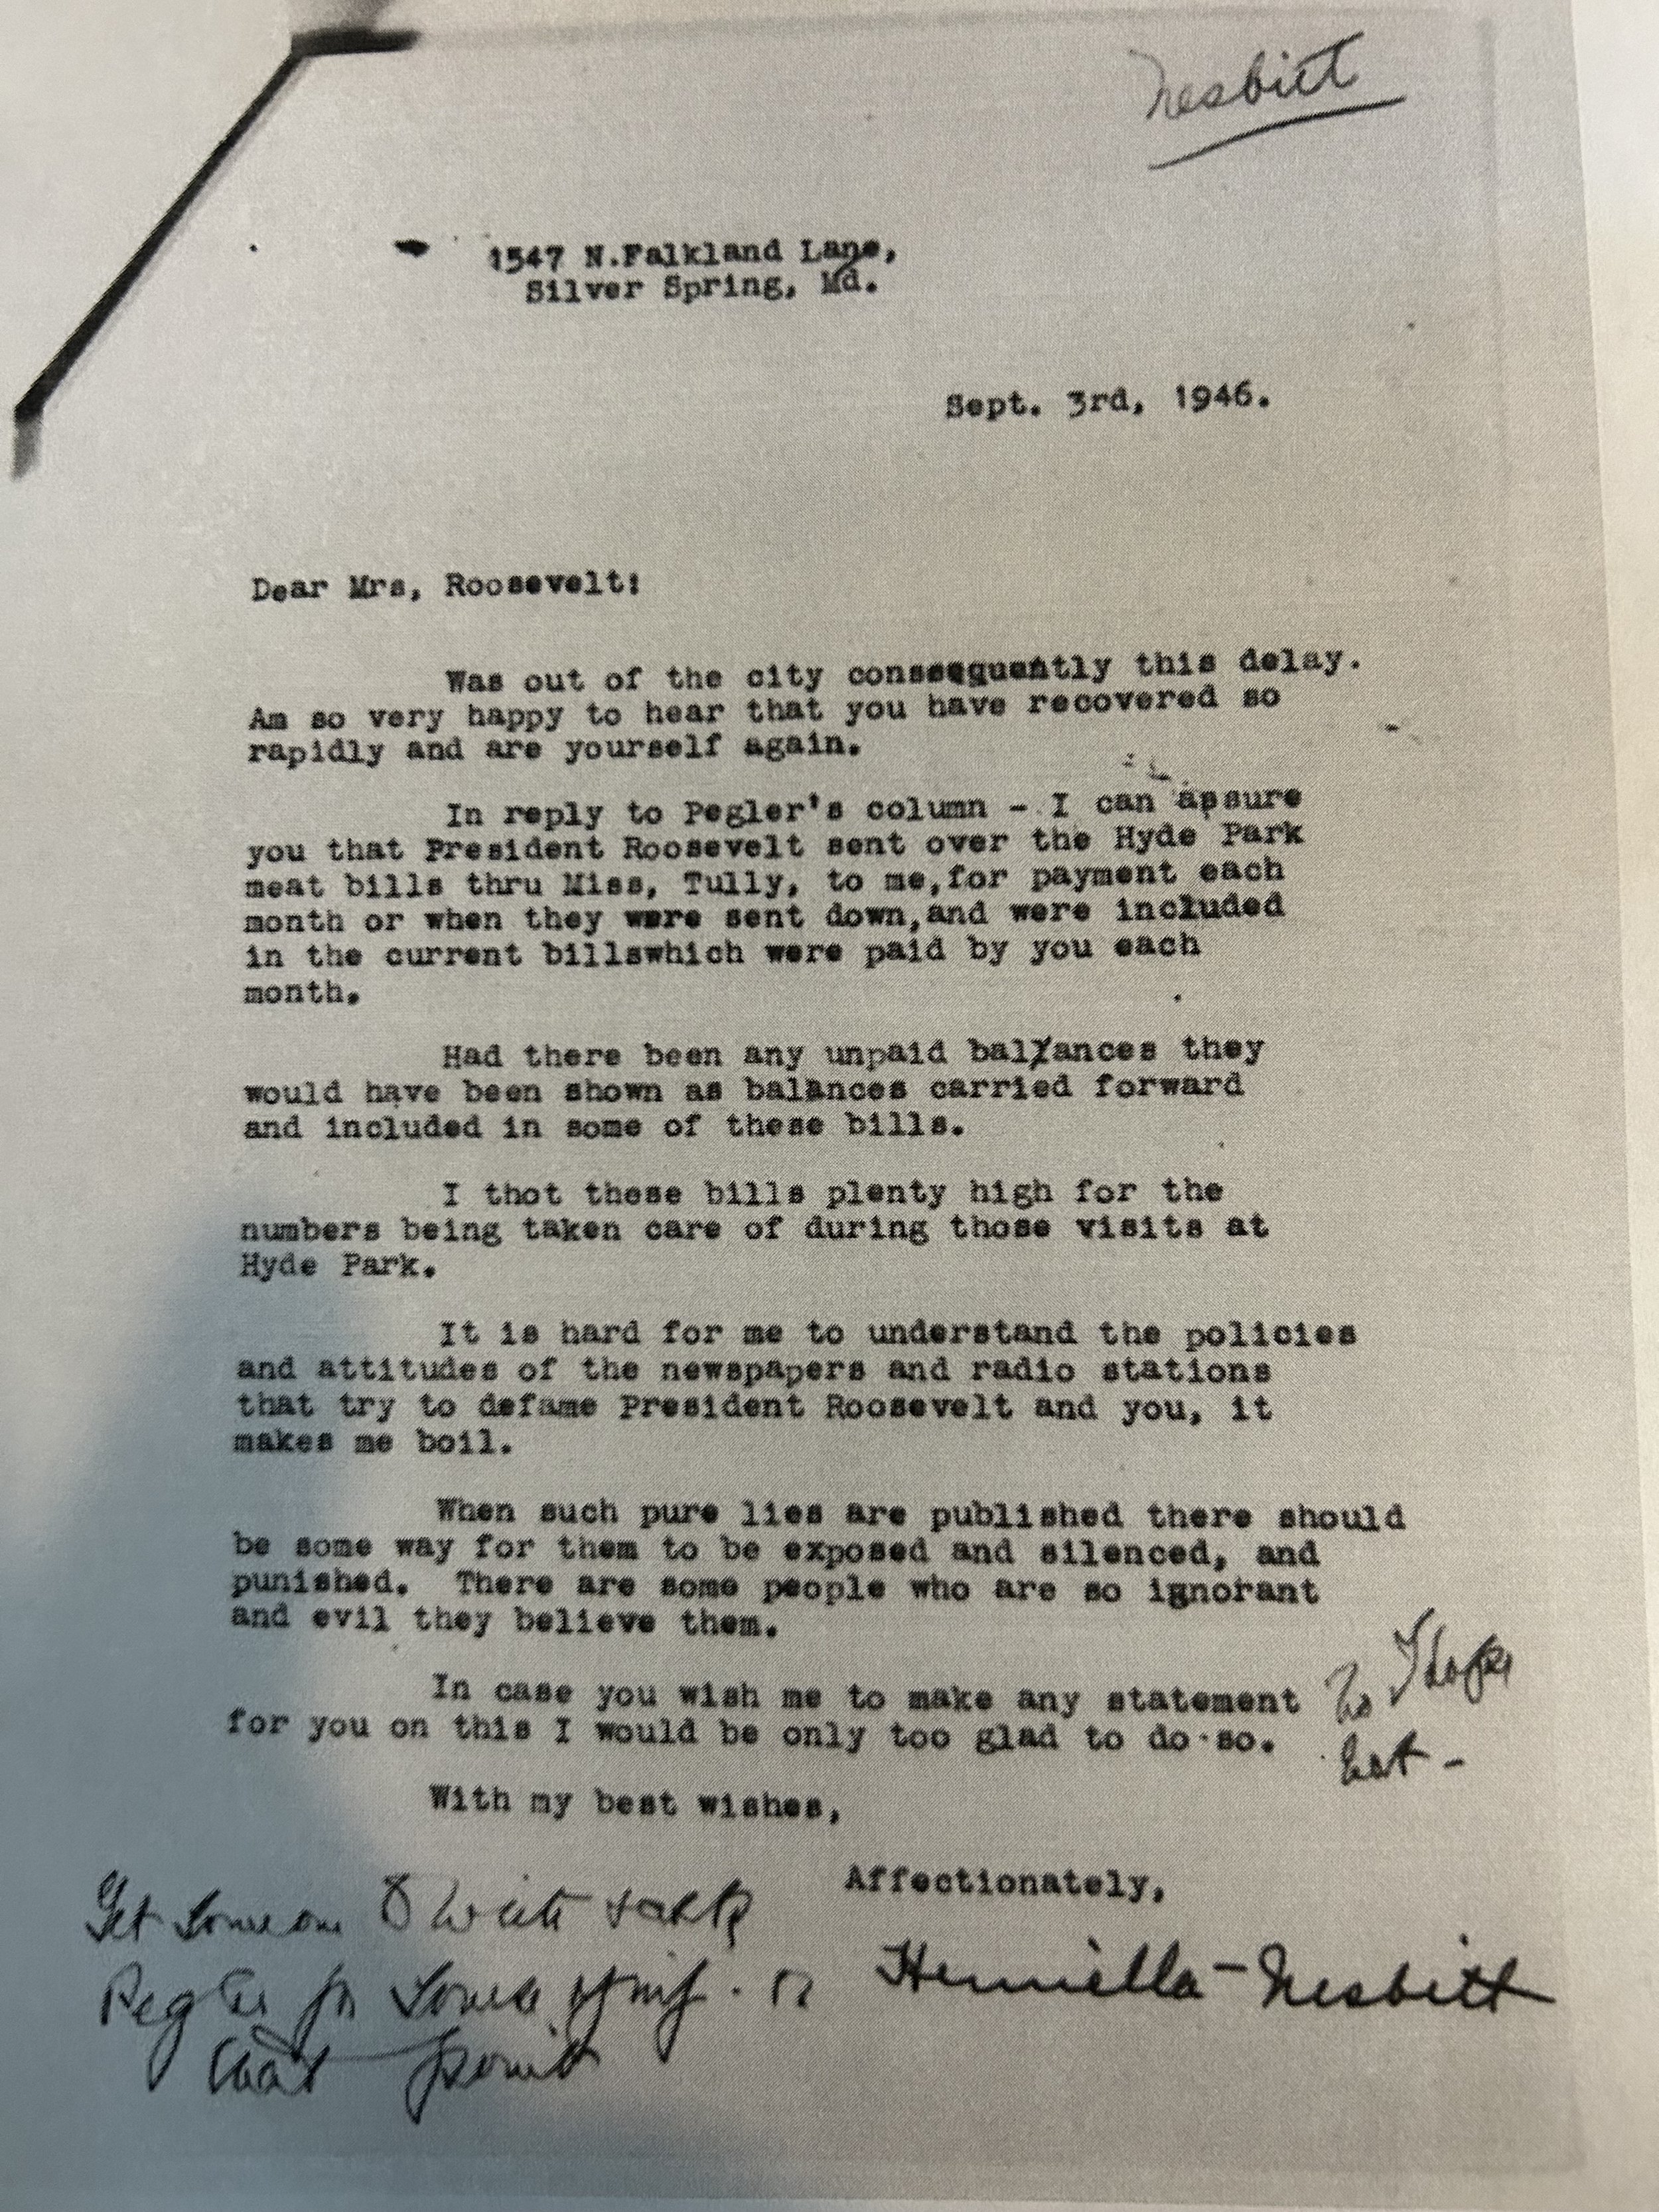 Nesbitt
1547 N.Falkland Lane,
Silver Spring, Md.
Sept. 3rd, 1946.
Dear Mrs, Roosevelt:
Was out of the city conssequently this delay.
Am so very happy to hear that you have recovered so
rapidly and are yourself again.
In reply to Pegler's column - I can assure
you that President Roosevelt sent over the Hyde Park
meat bills thru Miss, Tully, to me,for payment each
month or when they were sent down,and were included
in the current billswhich were paid by you each
month.
Had there been any unpaid balances they
would have been shown as balances carried forward
and included in some of these bills.
I thot these bills plenty high for the
numbers being taken care of during those visits at
Hyde Park.
It is hard for me to understand the policies
and attitudes of the newspapers and radio stations
that try to defame President Roosevelt and you, it
makes me boil.
When such pure lies are published there should
be some way for them to be exposed and silenced, and
punished. There are some people who are so ignorant
and evil they believe them.
In case you wish me to make any statement
for you on this I would be only too glad to do so.
I hope
not -
With my best wishes,
Affectionately,
Henrietta Nesbitt
Get someone to write & ask
Pegler for
that